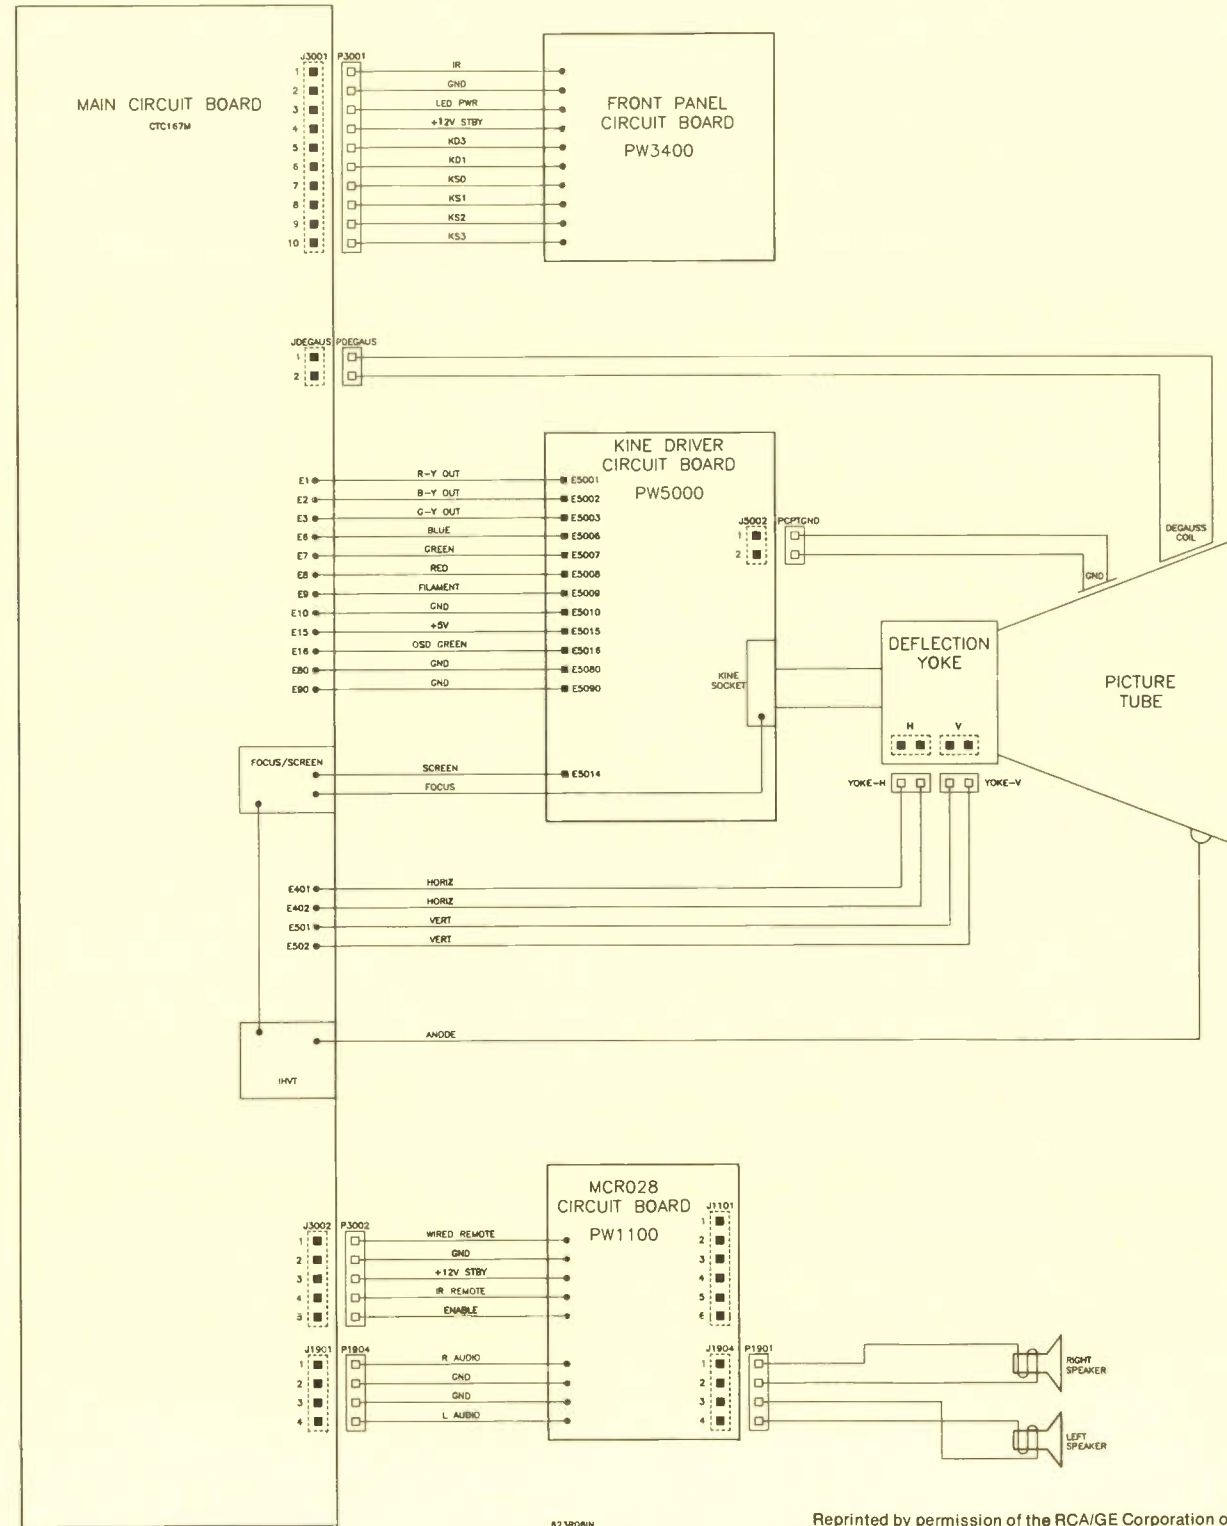 MAIN CIRCUIT BOARD
CTC167M
J3001 P3001
1 IR
2 GND
3 LED PWR
4 +12V STBY
5 KD3
6 KD1
7 KS0
8 KS1
9 KS2
10 KS3
FRONT PANEL
CIRCUIT BOARD
PW3400
JDEGAUS PDEGAUS
1
2
KINE DRIVER
CIRCUIT BOARD
PW5000
E1 R-Y OUT E5001
E2 B-Y OUT E5002
E3 G-Y OUT E5003
E6 BLUE E5006
E7 GREEN E5007
E8 RED E5008
E9 FILAMENT E5009
E10 GND E5010
E15 +5V E5015
E16 OSD GREEN E5016
E80 GND E5080
E90 GND E5090
J5002 PCPTGND
1
2
GND
DEGAUSS
COIL
KINE
SOCKET
DEFLECTION
YOKE
H V
YOKE-H YOKE-V
PICTURE
TUBE
FOCUS/SCREEN
SCREEN E5014
FOCUS
E401 HORIZ
E402 HORIZ
E501 VERT
E502 VERT
ANODE
IHVT
MCR028
CIRCUIT BOARD
PW1100
J3002 P3002
1 WIRED REMOTE
2 GND
3 +12V STBY
4 IR REMOTE
5 ENABLE
J1101
1
2
3
4
5
6
J1901 P1904
1 R AUDIO
2 GND
3 GND
4 L AUDIO
J1904 P1901
1
2
3
4
RIGHT
SPEAKER
LEFT
SPEAKER
Reprinted by permission of the RCA/GE Corporation o